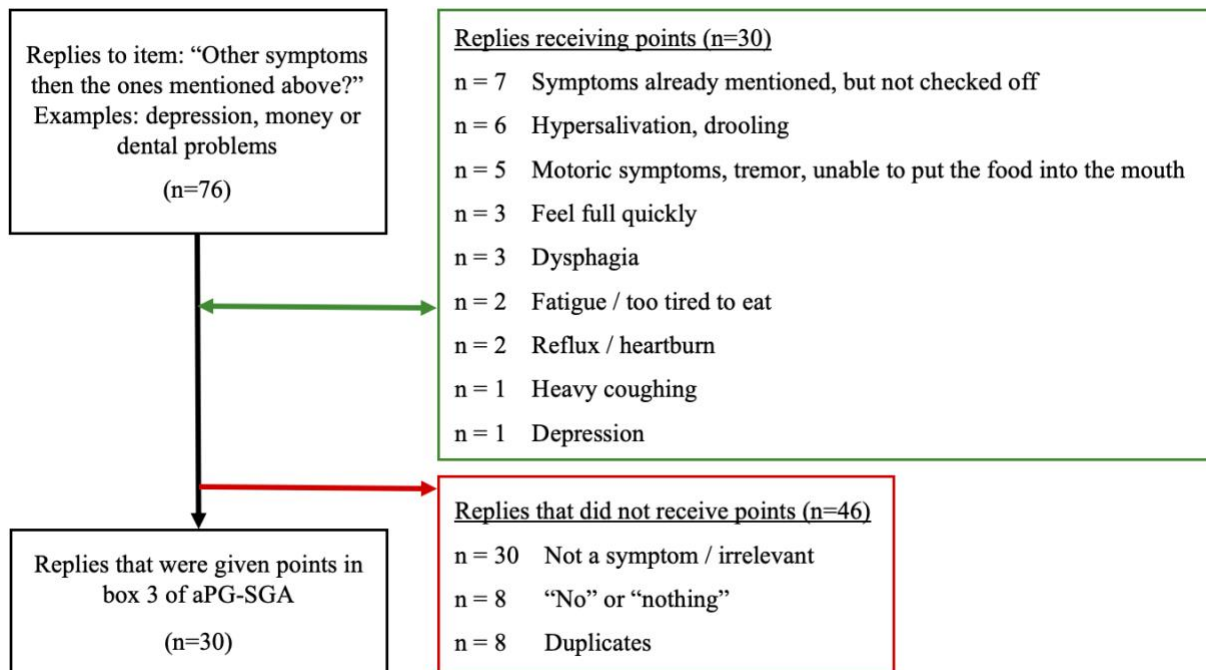 Replies to item: “Other symptoms
then the ones mentioned above?”
Examples: depression, money or
dental problems
(n=76)
Replies receiving points (n=30)
n = 7 Symptoms already mentioned, but not checked off
n = 6 Hypersalivation, drooling
n = 5 Motoric symptoms, tremor, unable to put the food into the mouth
n = 3 Feel full quickly
n = 3 Dysphagia
n = 2 Fatigue / too tired to eat
n = 2 Reflux / heartburn
n = 1 Heavy coughing
n = 1 Depression
Replies that did not receive points (n=46)
n = 30 Not a symptom / irrelevant
n = 8 “No” or “nothing”
n = 8 Duplicates
Replies that were given points in
box 3 of aPG-SGA
(n=30)